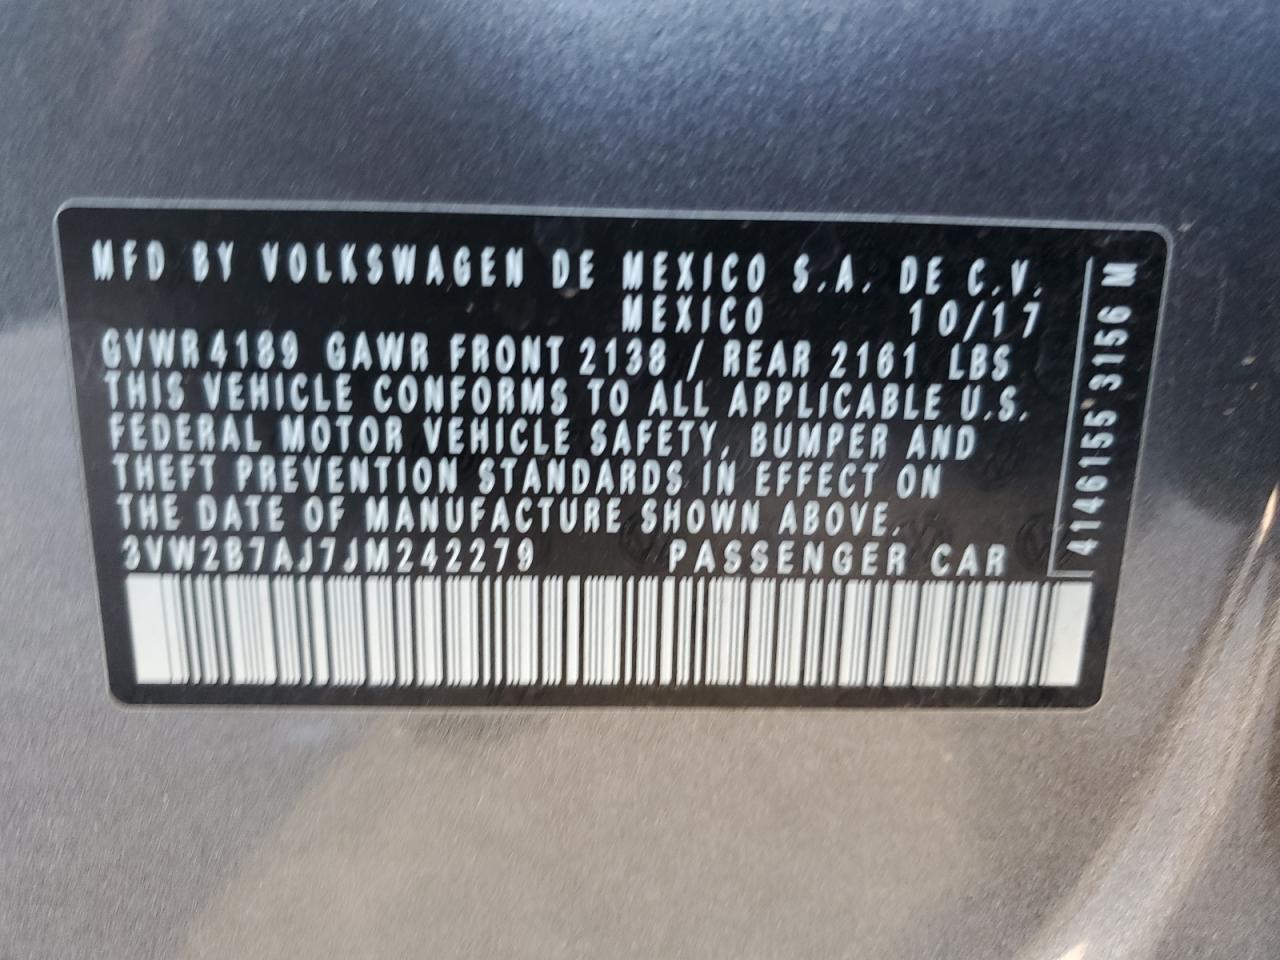 MFD BY VOLKSWAGEN DE MEXICO S.A. DE C.V.
MEXICO 10/17
GVWR 4189 GAWR FRONT 2138 / REAR 2161 LBS
THIS VEHICLE CONFORMS TO ALL APPLICABLE U.S.
FEDERAL MOTOR VEHICLE SAFETY, BUMPER AND
THEFT PREVENTION STANDARDS IN EFFECT ON
THE DATE OF MANUFACTURE SHOWN ABOVE.
3VW2B7AJ7JM242279 PASSENGER CAR
4146155 3156 M